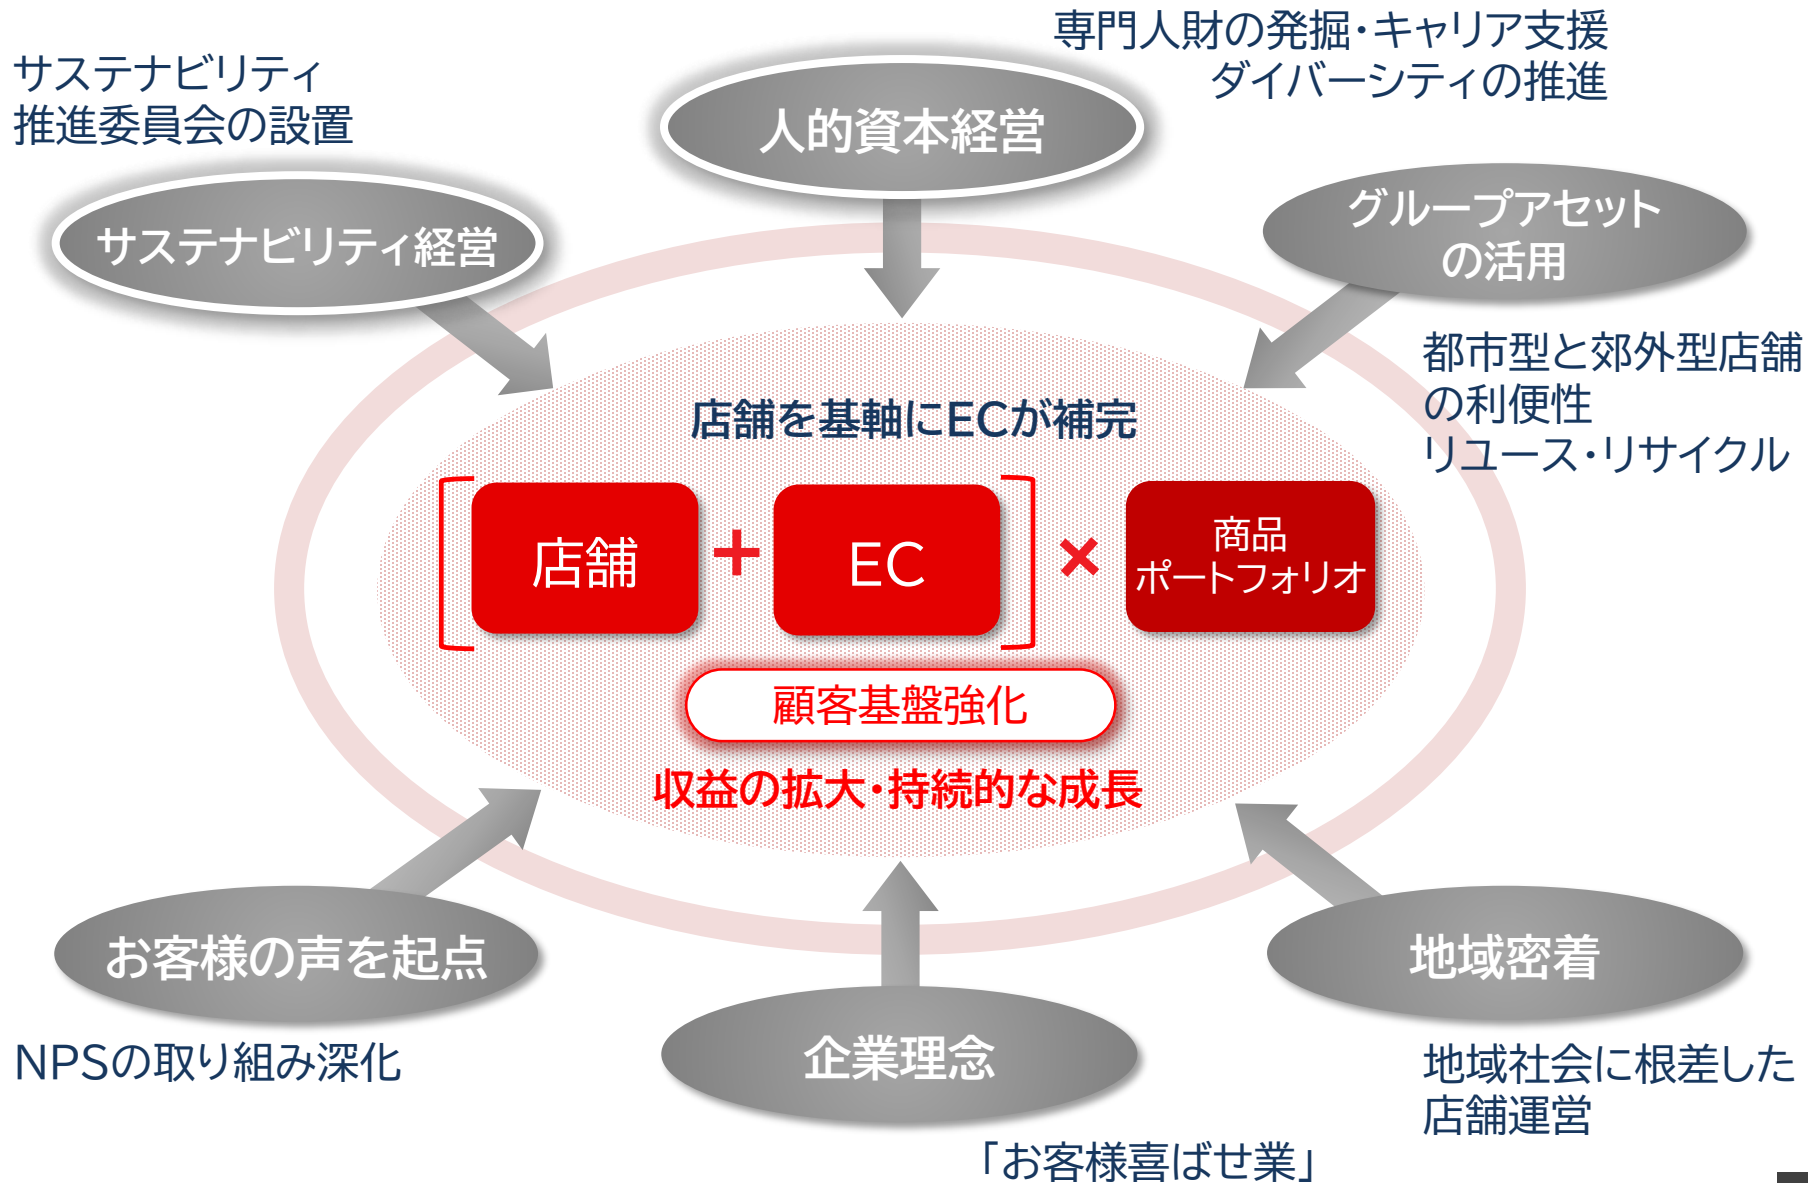 専門人財の発掘・キャリア支援
ダイバーシティの推進
サステナビリティ
推進委員会の設置
人的資本経営
サステナビリティ経営
グループアセット
の活用
都市型と郊外型店舗
の利便性
リユース・リサイクル
店舗を基軸にECが補完
店舗
+
EC
×
商品
ポートフォリオ
顧客基盤強化
収益の拡大・持続的な成長
お客様の声を起点
NPSの取り組み深化
企業理念
「お客様喜ばせ業」
地域密着
地域社会に根差した
店舗運営